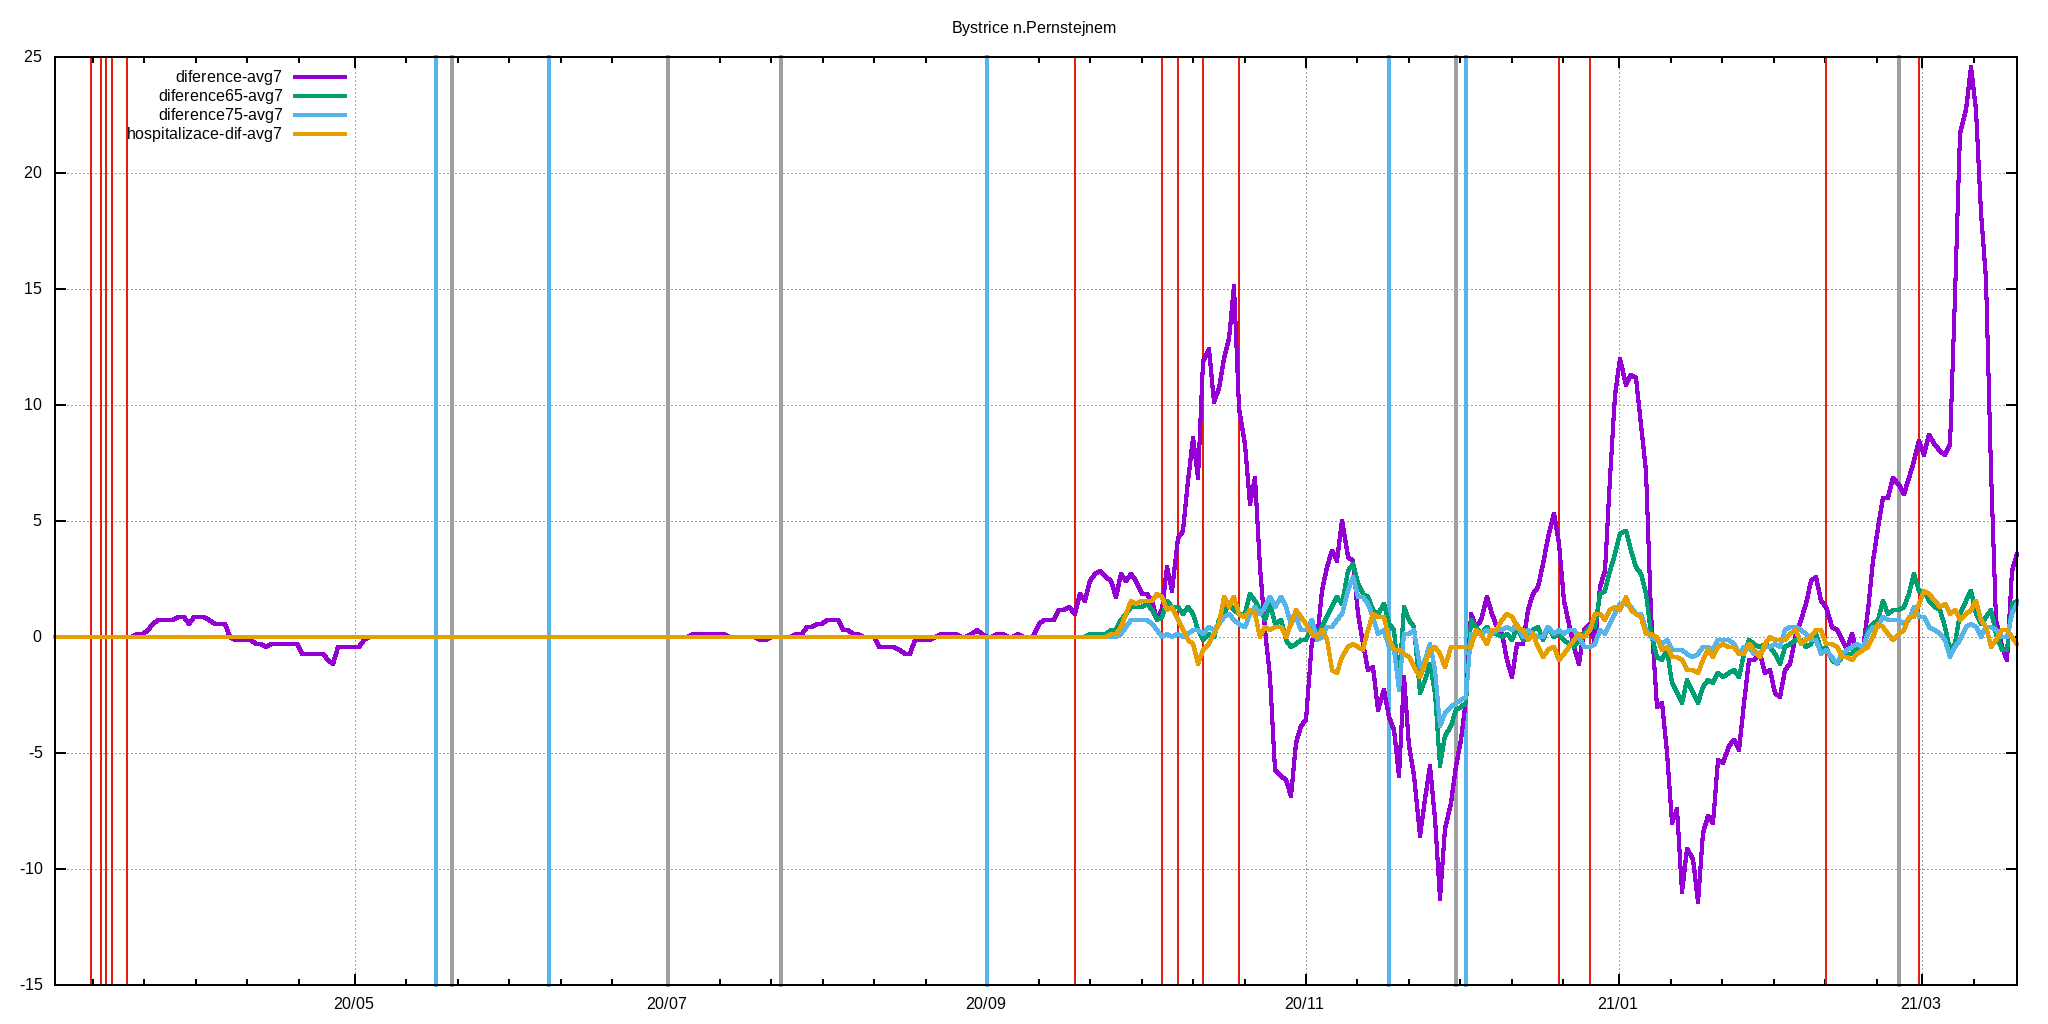 Bystrice n.Pernstejnem
25
20
15
10
5
0
-5
-10
-15
diference-avg7
diference65-avg7
diference75-avg7
hospitalizace-dif-avg7
20/05 20/07 20/09 20/11 21/01 21/03